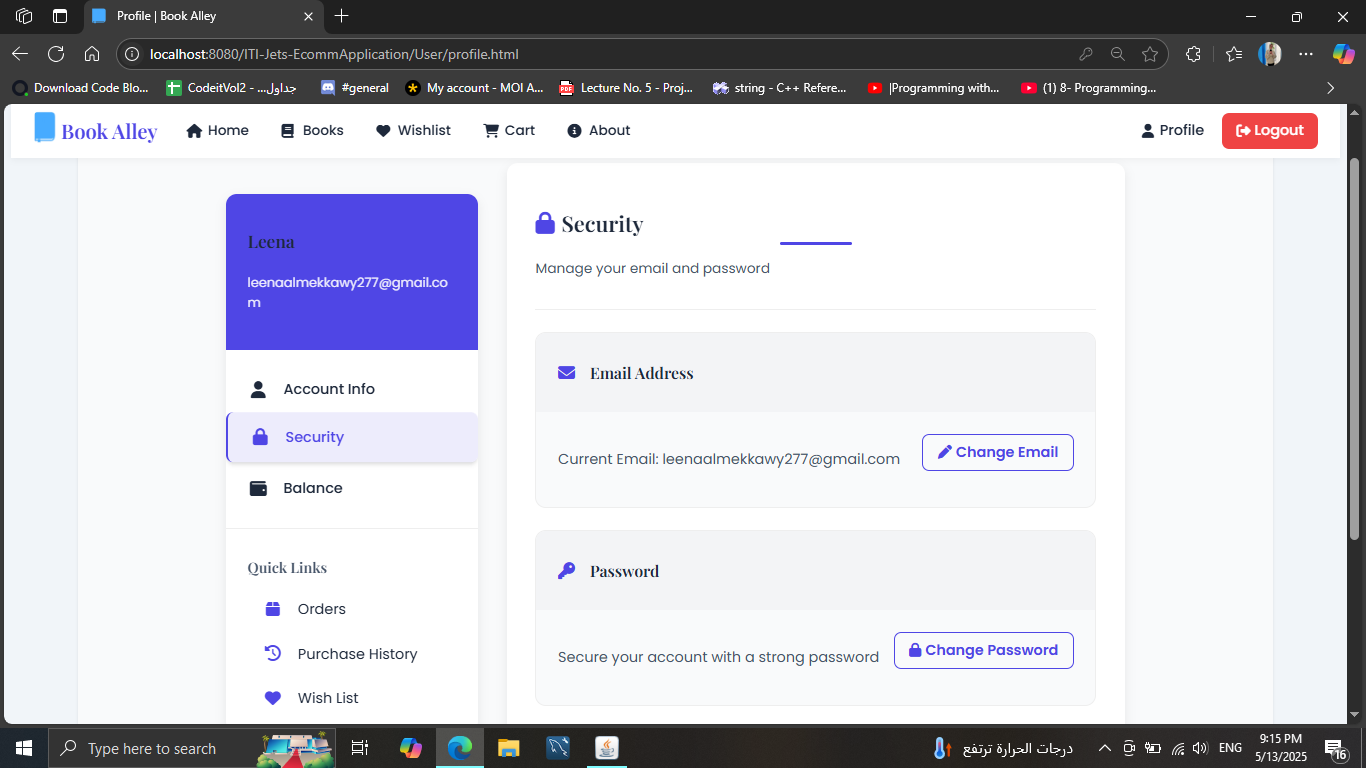 Profile | Book Alley
localhost:8080/ITI-Jets-EcommApplication/User/profile.html
Download Code Blo...
CodeitVol2 - ...جداول
#general
My account - MOI A...
Lecture No. 5 - Proj...
string - C++ Refere...
|Programming with...
(1) 8- Programming...
Book Alley
Home
Books
Wishlist
Cart
About
Profile
Logout
Leena
leenaalmekkawy277@gmail.co
m
Account Info
Security
Balance
Quick Links
Orders
Purchase History
Wish List
Security
Manage your email and password
Email Address
Current Email: leenaalmekkawy277@gmail.com
Change Email
Password
Secure your account with a strong password
Change Password
Type here to search
درجات الحرارة ترتفع
ENG
9:15 PM
5/13/2025
16